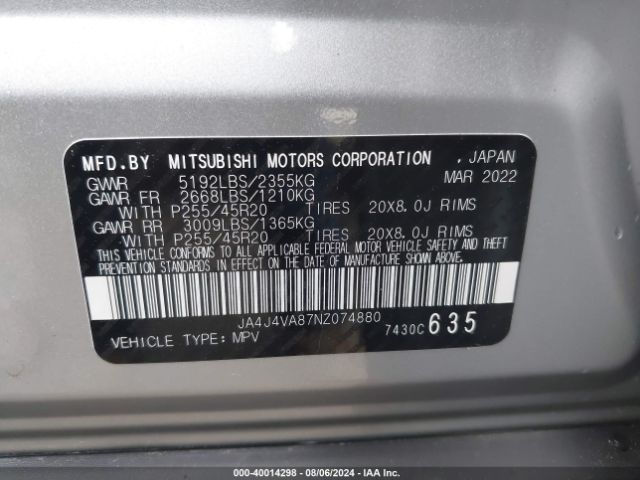 MFD.BY MITSUBISHI MOTORS CORPORATION , JAPAN
GVWR 5192LBS/2355KG MAR 2022
GAWR FR 2668LBS/1210KG
WITH P255/45R20 TIRES 20X8.0J RIMS
GAWR RR 3009LBS/1365KG
WITH P255/45R20 TIRES 20X8.0J RIMS
THIS VEHICLE CONFORMS TO ALL APPLICABLE FEDERAL MOTOR VEHICLE SAFETY AND THEFT
PREVENTION STANDARDS IN EFFECT ON THE DATE OF MANUFACTURE SHOWN ABOVE.
JA4J4VA87NZ074880
VEHICLE TYPE:MPV 7430C 635
000-40014298 - 08/06/2024 - IAA Inc.